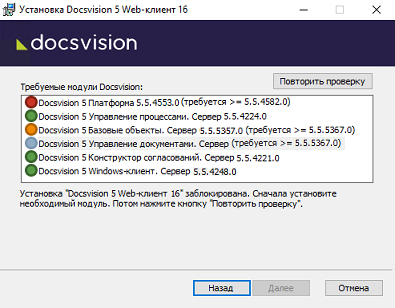 Установка Docsvision 5 Web-клиент 16
docsvision
Требуемые модули Docsvision:
Повторить проверку
Docsvision 5 Платформа 5.5.4553.0 (требуется >= 5.5.4582.0)
Docsvision 5 Управление процессами. Сервер 5.5.4224.0
Docsvision 5 Базовые объекты. Сервер 5.5.5357.0 (требуется >= 5.5.5367.0)
Docsvision 5 Управление документами. Сервер (требуется >= 5.5.5367.0)
Docsvision 5 Конструктор согласований. Сервер 5.5.4221.0
Docsvision 5 Windows-клиент. Сервер 5.5.4248.0
Установка "Docsvision 5 Web-клиент 16" заблокирована. Сначала установите
необходимый модуль. Потом нажмите кнопку "Повторить проверку".
Назад
Далее
Отмена